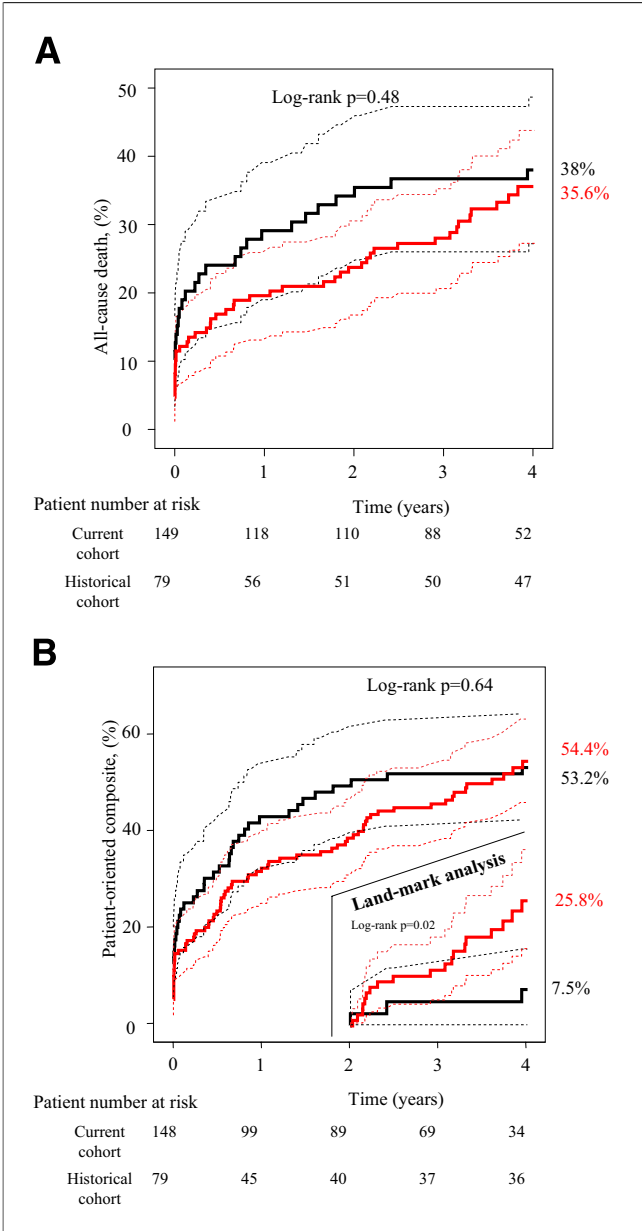 A
Log-rank p=0.48
All-cause death, (%)
50
40
30
20
10
0
38%
35.6%
0 1 2 3 4
Patient number at risk
Time (years)
Current cohort 149 118 110 88 52
Historical cohort 79 56 51 50 47
B
Log-rank p=0.64
Patient-oriented composite, (%)
60
40
20
0
54.4%
53.2%
Land-mark analysis
Log-rank p=0.02
25.8%
7.5%
0 1 2 3 4
Patient number at risk
Time (years)
Current cohort 148 99 89 69 34
Historical cohort 79 45 40 37 36